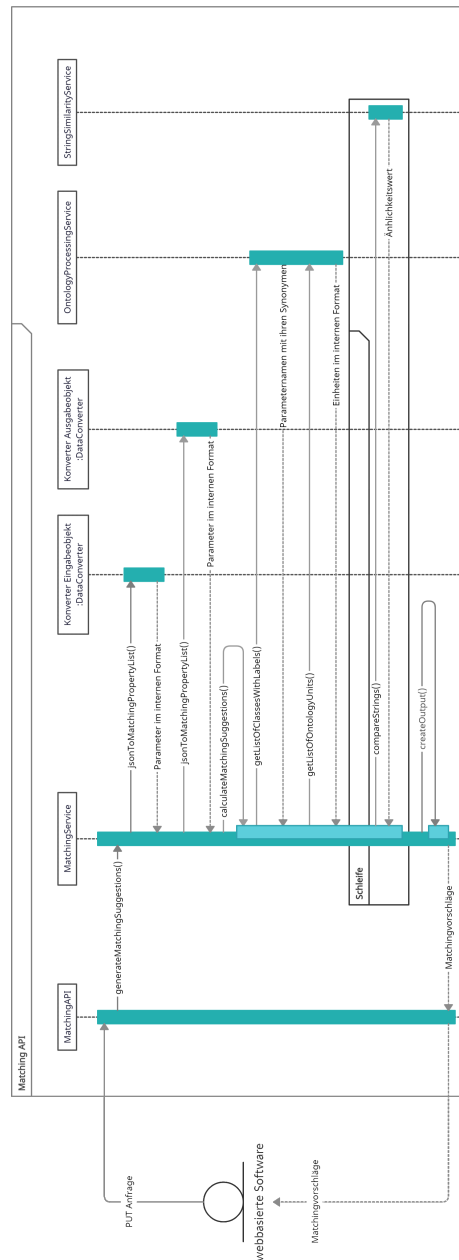 Matching API
webbasierte Software
MatchingAPI
MatchingService
Konverter Eingabeobjekt
:DataConverter
Konverter Ausgabeobjekt
:DataConverter
OntologyProcessingService
StringSimilarityService
PUT Anfrage
generateMatchingSuggestions()
jsonToMatchingPropertyList()
Parameter im internen Format
jsonToMatchingPropertyList()
Parameter im internen Format
calculateMatchingSuggestions()
getListOfClassesWithLabels()
Parameternamen mit ihren Synonymen
getListOfOntologyUnits()
Einheiten im internen Format
Schleife
compareStrings()
Änhlichkeitswert
createOutput()
Matchingvorschläge
Matchingvorschläge